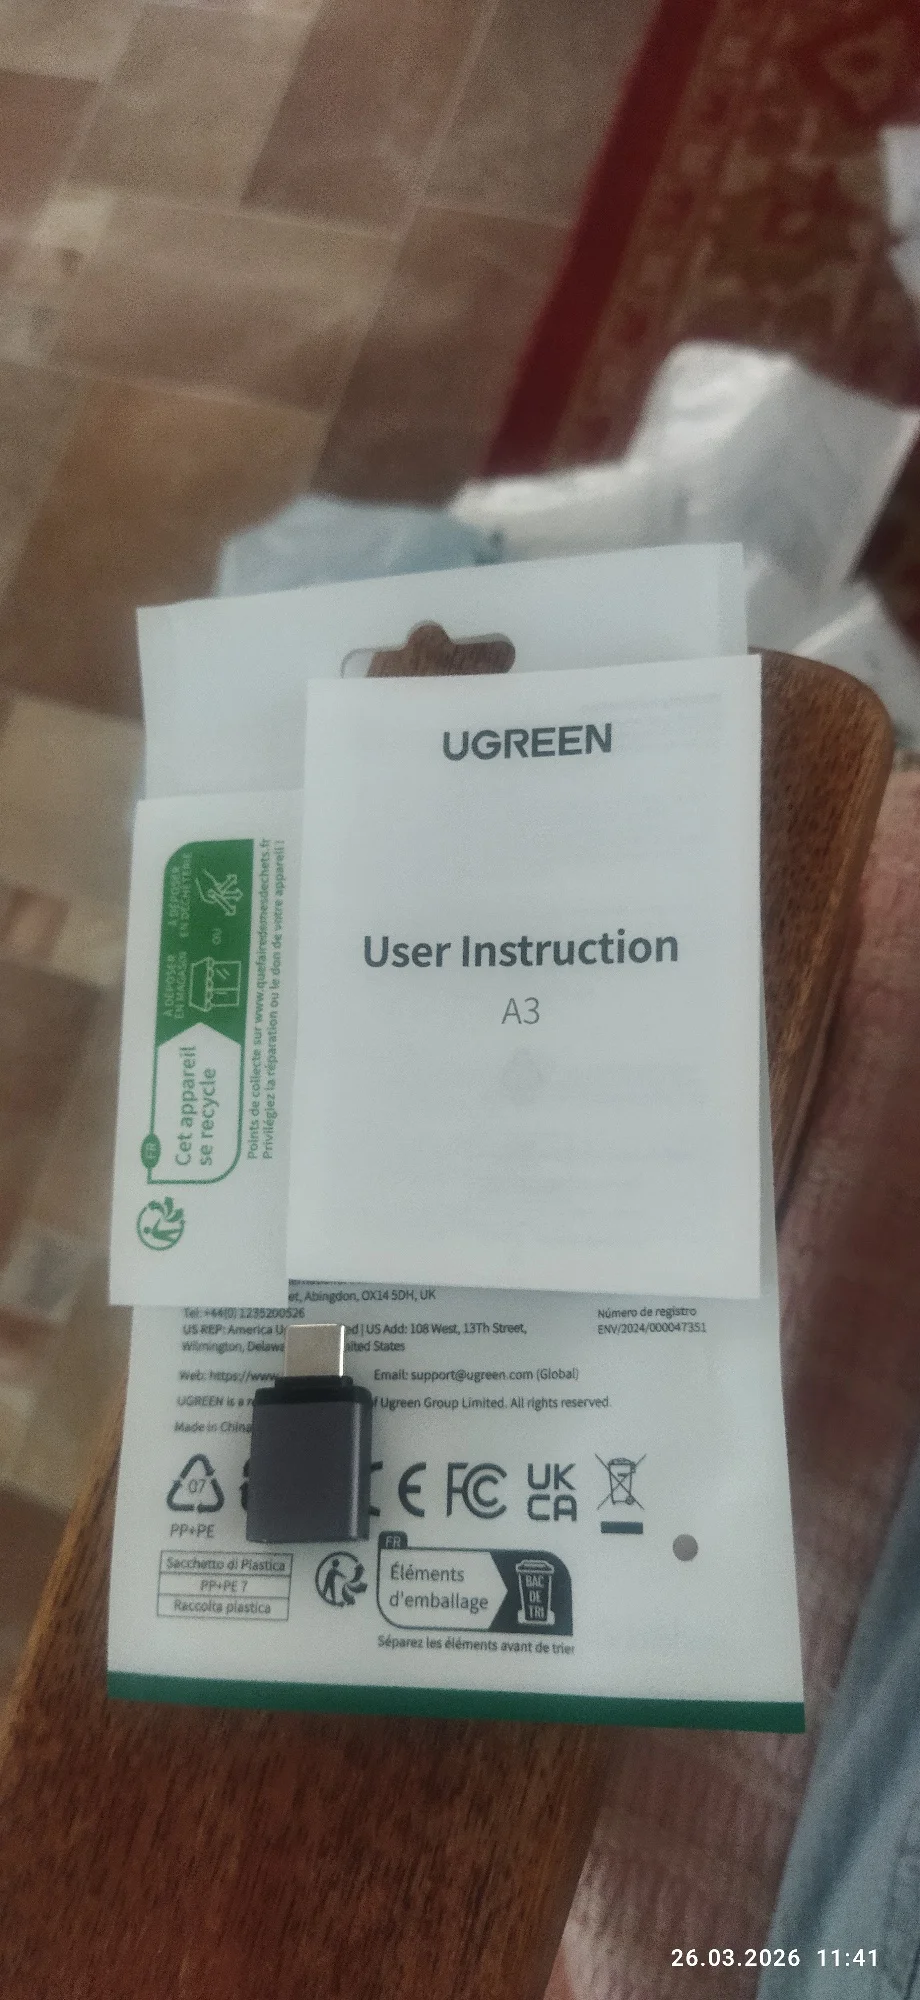 UGREEN
User Instruction
A3
FR
Cet appareil
se recycle
À DÉPOSER
EN MAGASIN
OU
À DÉPOSER
EN DÉCHÈTERIE
Points de collecte sur www.quefairedemesdechets.fr
Privilégiez la réparation ou le don de votre appareil !
et, Abingdon, OX14 5DH, UK
Tel: +44(0) 1235200526
US REP: America U ed | US Add: 108 West, 13Th Street,
Wilmington, Delawa nited States
Número de registro
ENV/2024/000047351
Web: https://www. Email: support@ugreen.com (Global)
UGREEN is a re f Ugreen Group Limited. All rights reserved.
Made in China
07
PP+PE
CE FC UK
CA
Sacchetto di Plastica
PP+PE 7
Raccolta plastica
FR
Éléments
d'emballage
BAC
DE
TRI
Séparez les éléments avant de trier
26.03.2026 11:41